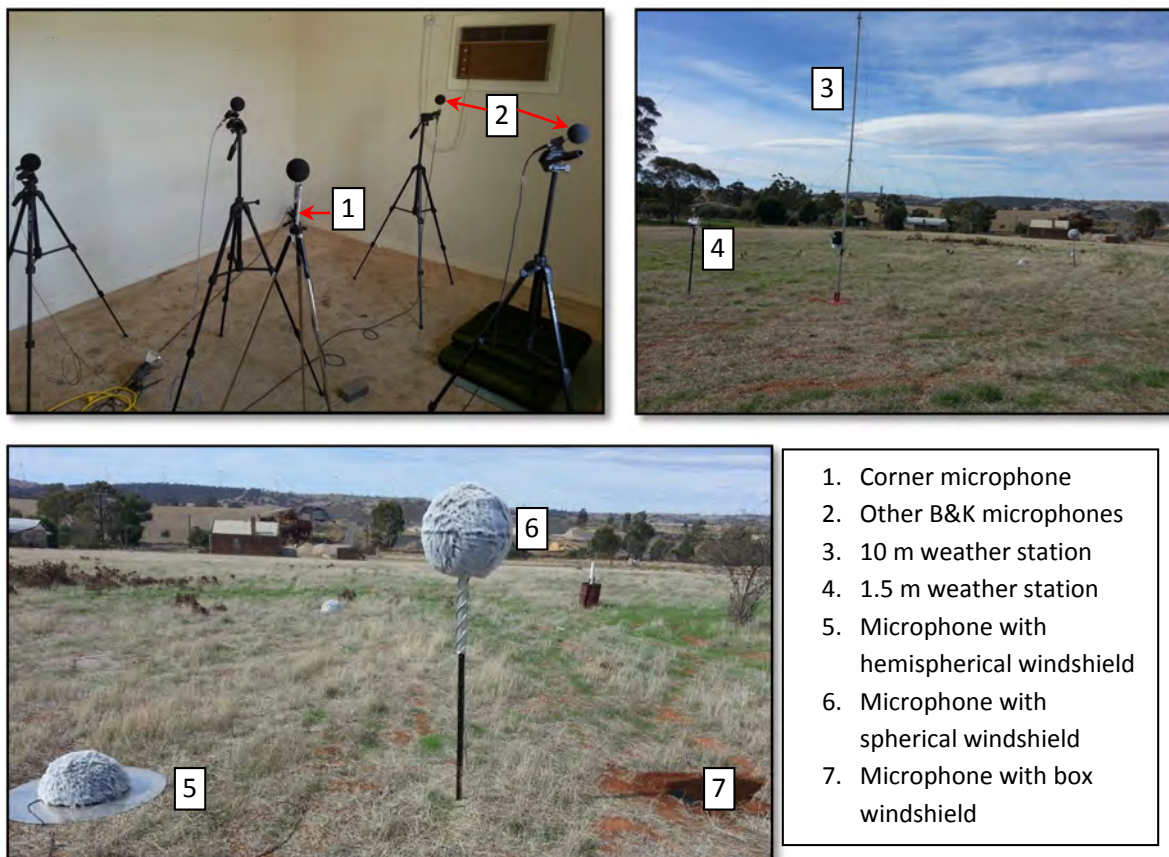 2
1
3
4
6
5
7
1. Corner microphone
2. Other B&K microphones
3. 10 m weather station
4. 1.5 m weather station
5. Microphone with
hemispherical windshield
6. Microphone with
spherical windshield
7. Microphone with box
windshield